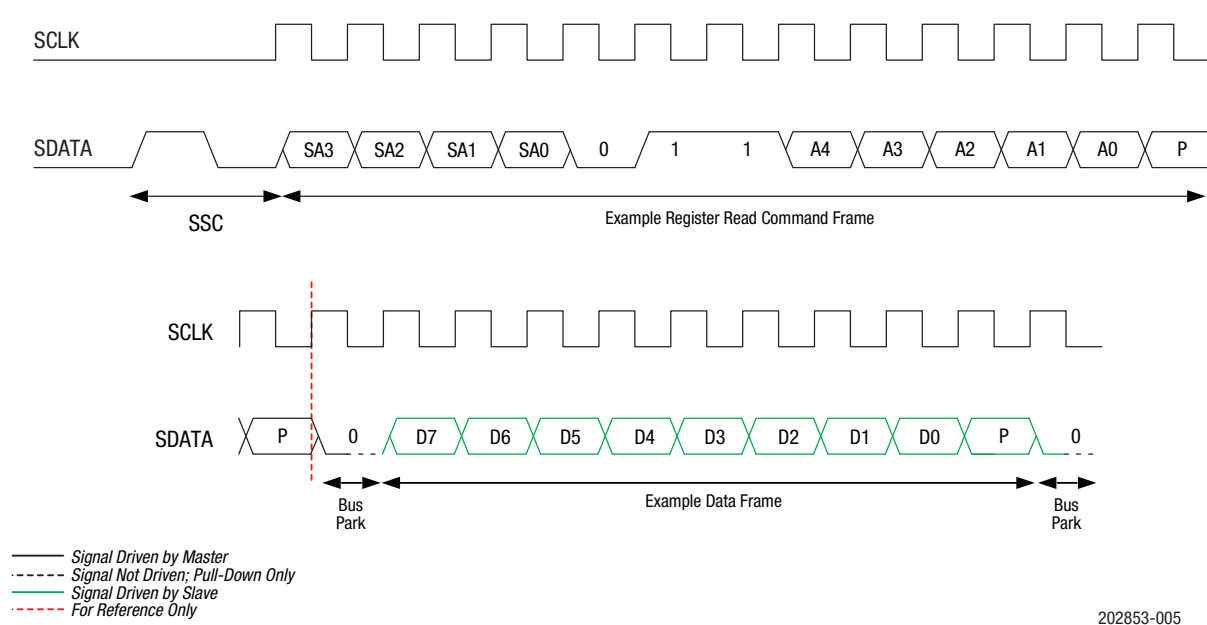 SCLK
SDATA SA3 SA2 SA1 SA0 0 1 1 A4 A3 A2 A1 A0 P
SSC
Example Register Read Command Frame
SCLK
SDATA P 0 D7 D6 D5 D4 D3 D2 D1 D0 P 0
Bus
Park
Example Data Frame
Bus
Park
Signal Driven by Master
Signal Not Driven; Pull-Down Only
Signal Driven by Slave
For Reference Only
202853-005